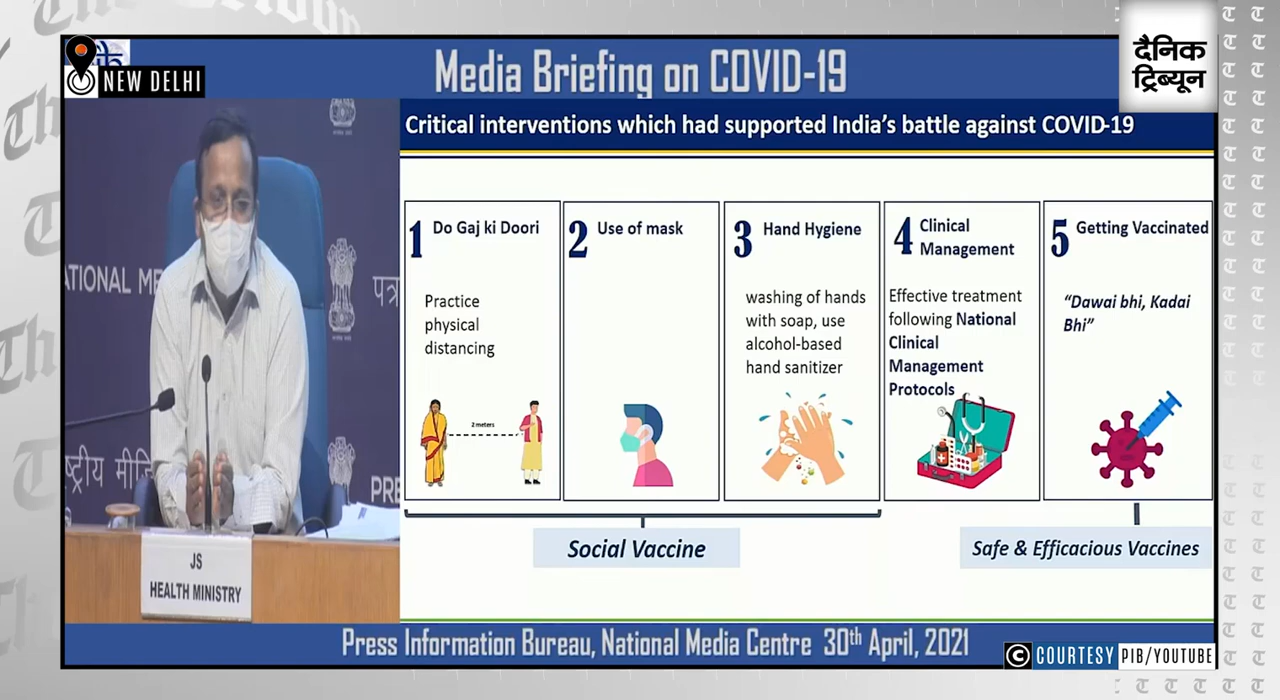 NEW DELHI
Media Briefing on COVID-19
दैनिक
ट्रिब्यून
Critical interventions which had supported India's battle against COVID-19
1 Do Gaj ki Doori
Practice
physical
distancing
2 meters
2 Use of mask
3 Hand Hygiene
washing of hands
with soap, use
alcohol-based
hand sanitizer
4 Clinical
Management
Effective treatment
following National
Clinical
Management
Protocols
5 Getting Vaccinated
“Dawai bhi, Kadai
Bhi”
Social Vaccine
Safe & Efficacious Vaccines
ATIONAL ME
पत्र
ष्ट्रीय मीडि
PRE
JS
HEALTH MINISTRY
Press Information Bureau, National Media Centre 30th April, 2021
© COURTESY PIB/YOUTUBE